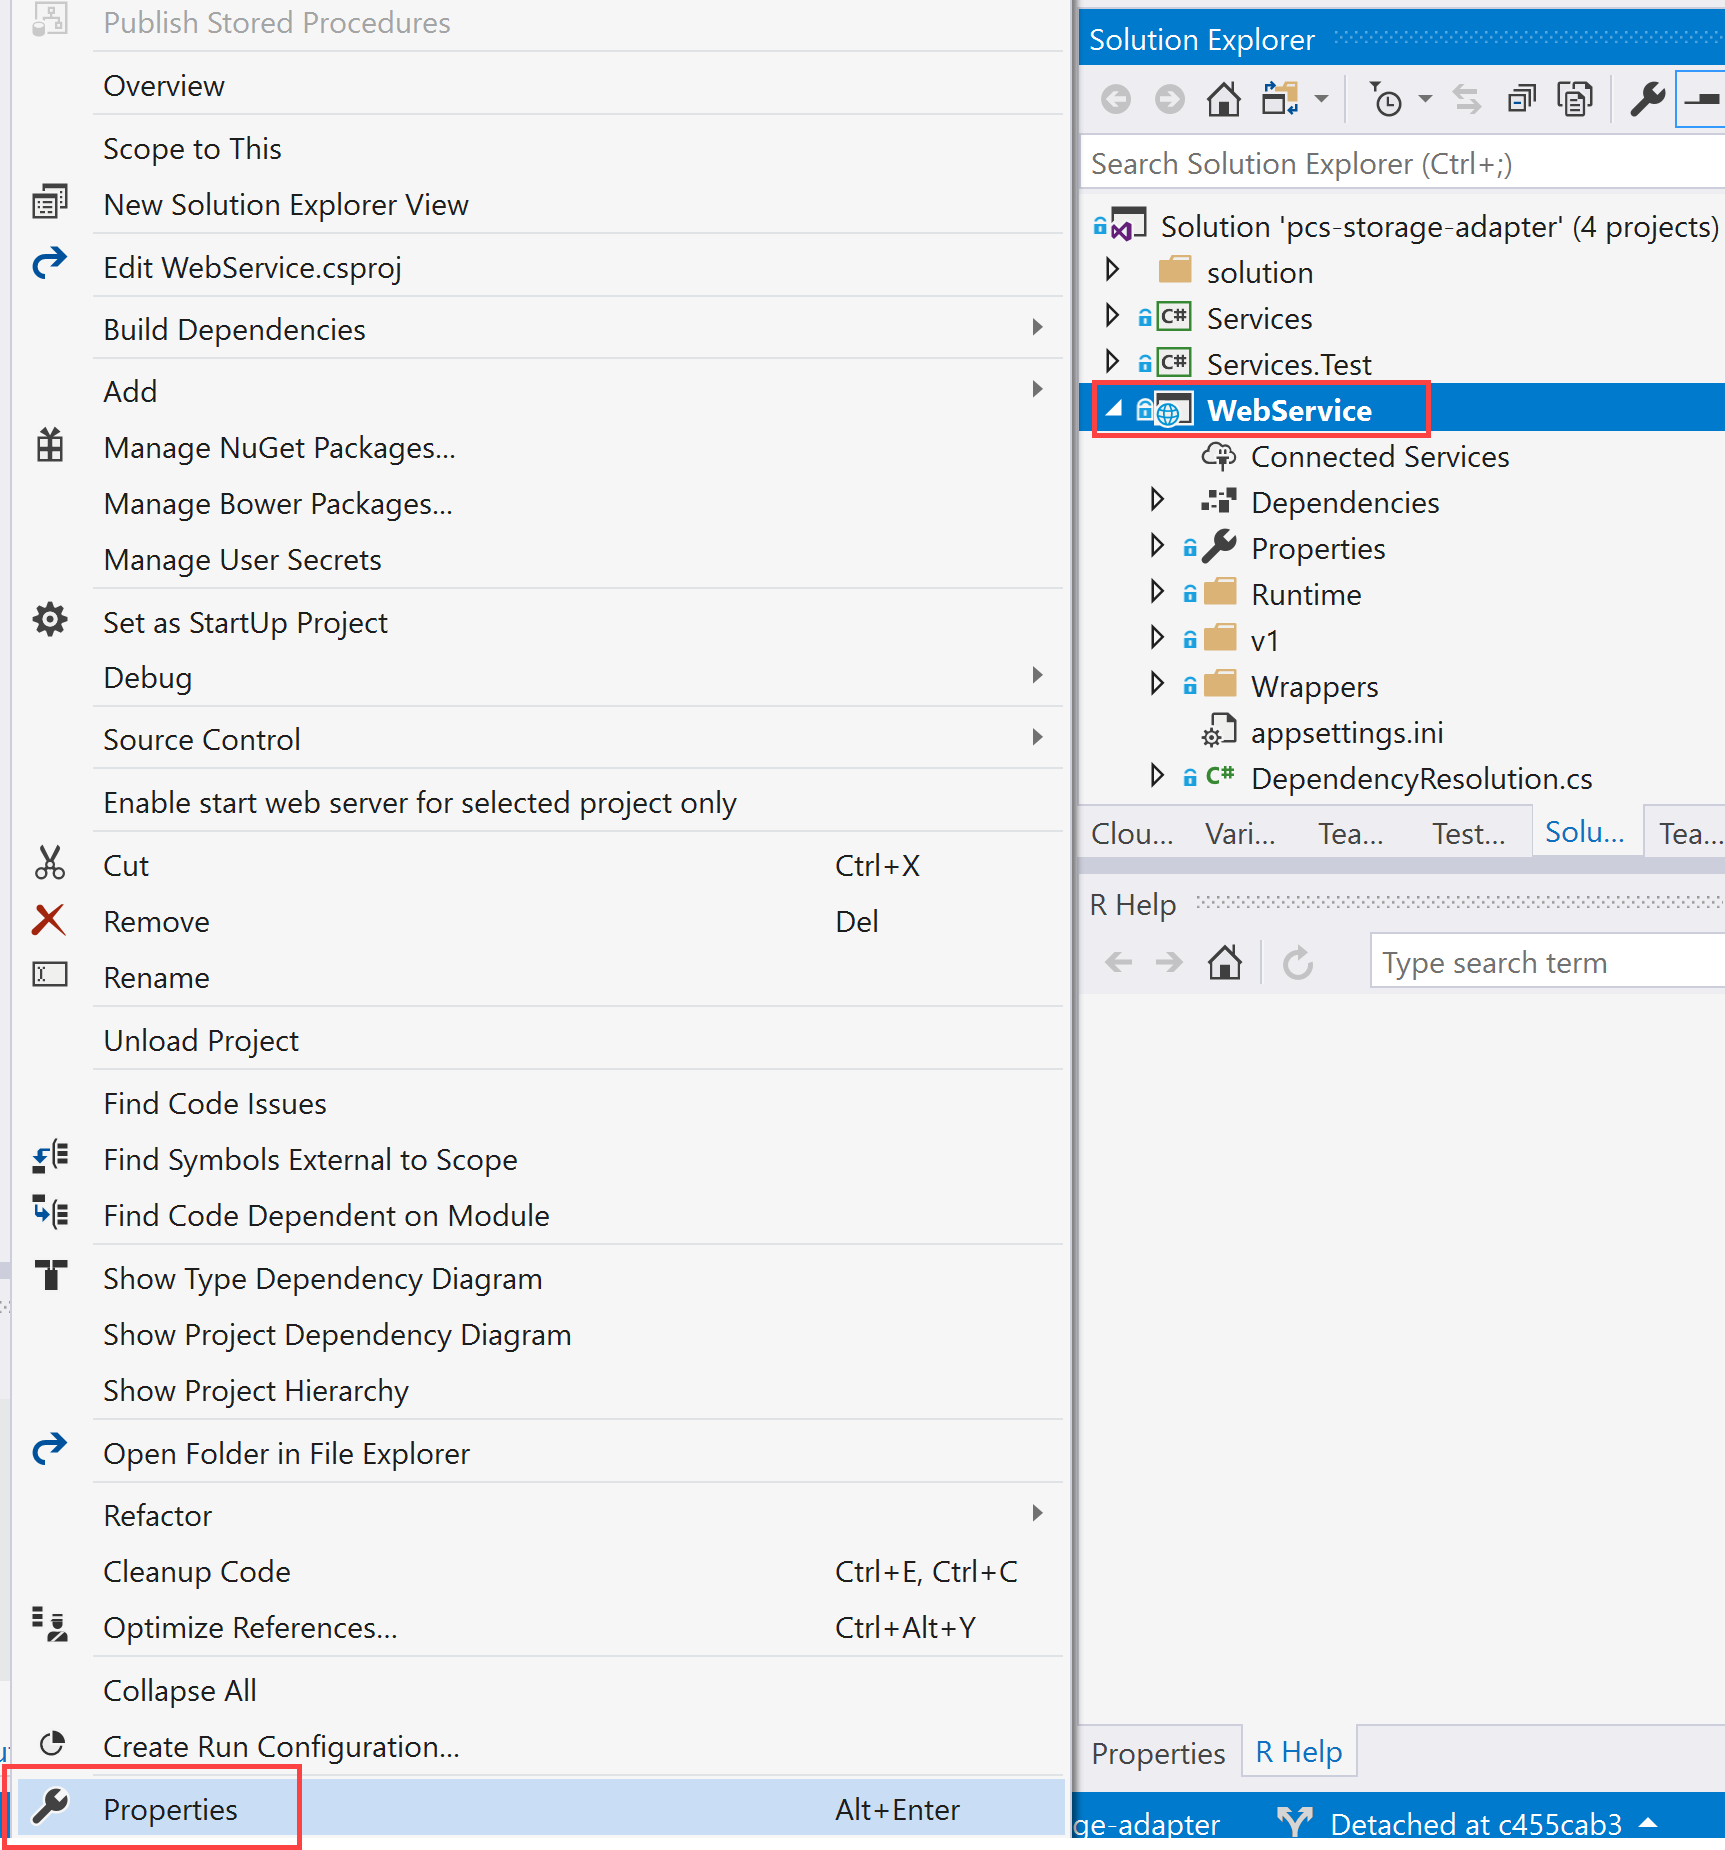 Publish Stored Procedures
Overview
Scope to This
New Solution Explorer View
Edit WebService.csproj
Build Dependencies
Add
Manage NuGet Packages...
Manage Bower Packages...
Manage User Secrets
Set as StartUp Project
Debug
Source Control
Enable start web server for selected project only
Cut Ctrl+X
Remove Del
Rename
Unload Project
Find Code Issues
Find Symbols External to Scope
Find Code Dependent on Module
Show Type Dependency Diagram
Show Project Dependency Diagram
Show Project Hierarchy
Open Folder in File Explorer
Refactor
Cleanup Code Ctrl+E, Ctrl+C
Optimize References... Ctrl+Alt+Y
Collapse All
Create Run Configuration...
Properties Alt+Enter
Solution Explorer
Search Solution Explorer (Ctrl+;)
Solution 'pcs-storage-adapter' (4 projects)
solution
C# Services
C# Services.Test
WebService
Connected Services
Dependencies
Properties
Runtime
v1
Wrappers
appsettings.ini
C# DependencyResolution.cs
Clou... Vari... Tea... Test... Solu... Tea...
R Help
Type search term
Properties R Help
ge-adapter Detached at c455cab3